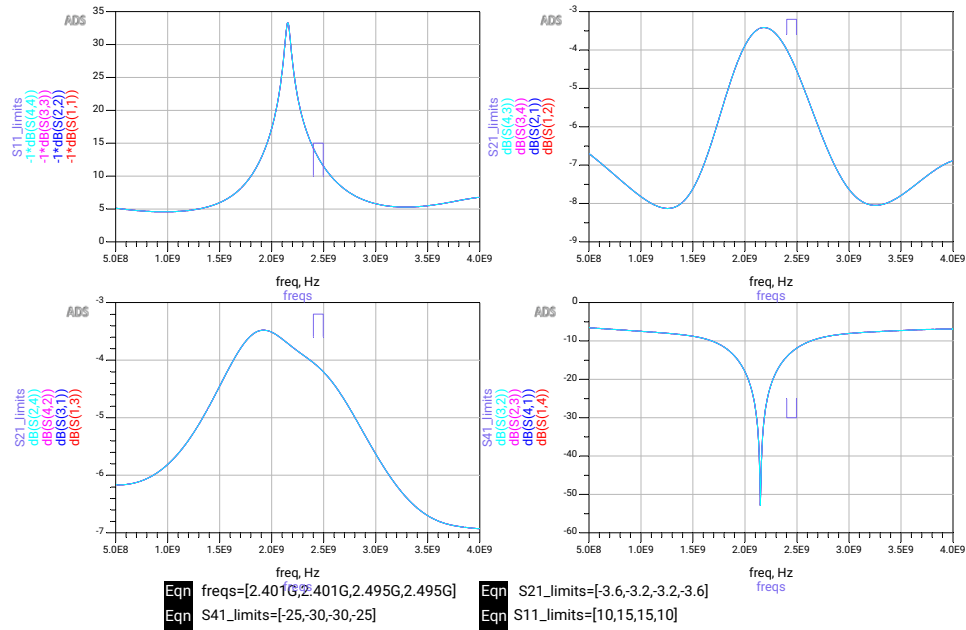 ADS
35
30
25
20
15
10
5
0
S11_limits
-1*dB(S(4,4))
-1*dB(S(3,3))
-1*dB(S(2,2))
-1*dB(S(1,1))
5.0E8 1.0E9 1.5E9 2.0E9 2.5E9 3.0E9 3.5E9 4.0E9
freq, Hz
freqs
ADS
-3
-4
-5
-6
-7
-8
-9
S21_limits
dB(S(4,3))
dB(S(3,4))
dB(S(2,1))
dB(S(1,2))
5.0E8 1.0E9 1.5E9 2.0E9 2.5E9 3.0E9 3.5E9 4.0E9
freq, Hz
freqs
ADS
-3
-4
-5
-6
-7
S21_limits
dB(S(2,4))
dB(S(4,2))
dB(S(3,1))
dB(S(1,3))
5.0E8 1.0E9 1.5E9 2.0E9 2.5E9 3.0E9 3.5E9 4.0E9
freq, Hz
freqs
ADS
0
-10
-20
-30
-40
-50
-60
S41_limits
dB(S(3,2))
dB(S(2,3))
dB(S(4,1))
dB(S(1,4))
5.0E8 1.0E9 1.5E9 2.0E9 2.5E9 3.0E9 3.5E9 4.0E9
freq, Hz
freqs
Eqn freqs=[2.401G,2.401G,2.495G,2.495G]
Eqn S21_limits=[-3.6,-3.2,-3.2,-3.6]
Eqn S41_limits=[-25,-30,-30,-25]
Eqn S11_limits=[10,15,15,10]